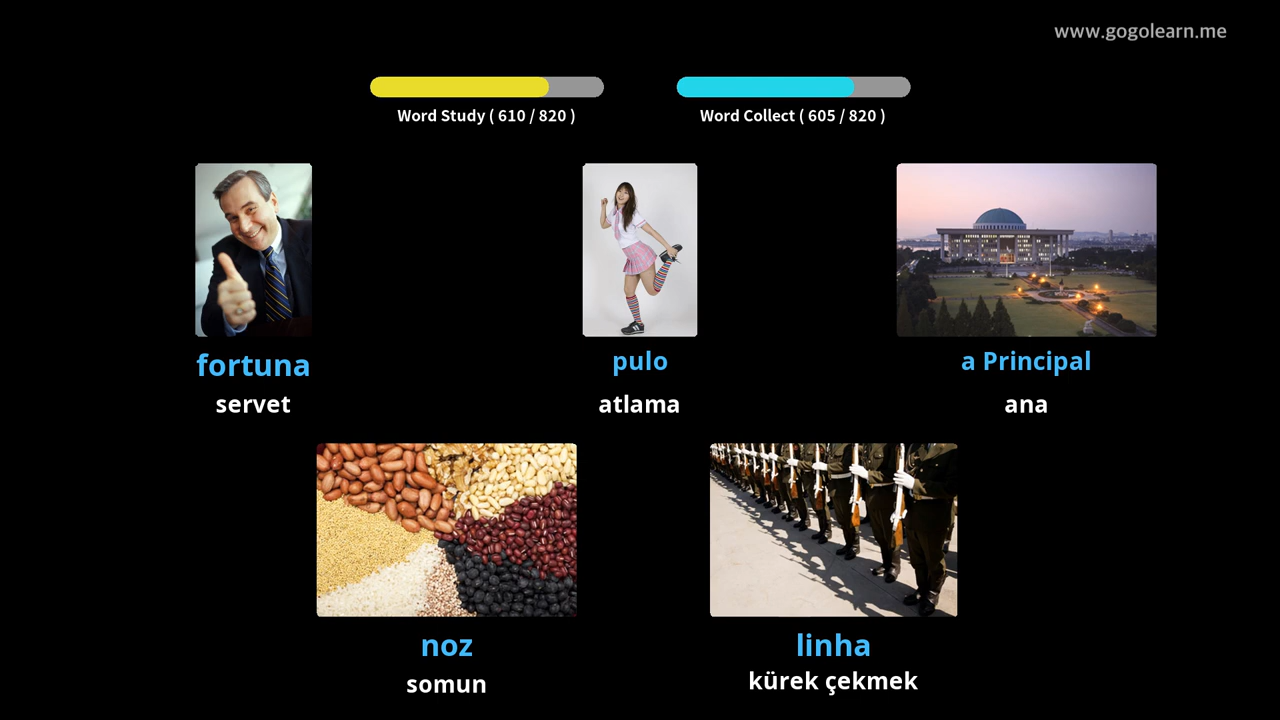 www.gogolearn.me
Word Study ( 610 / 820 )
Word Collect ( 605 / 820 )
fortuna
servet
pulo
atlama
a Principal
ana
noz
somun
linha
kürek çekmek